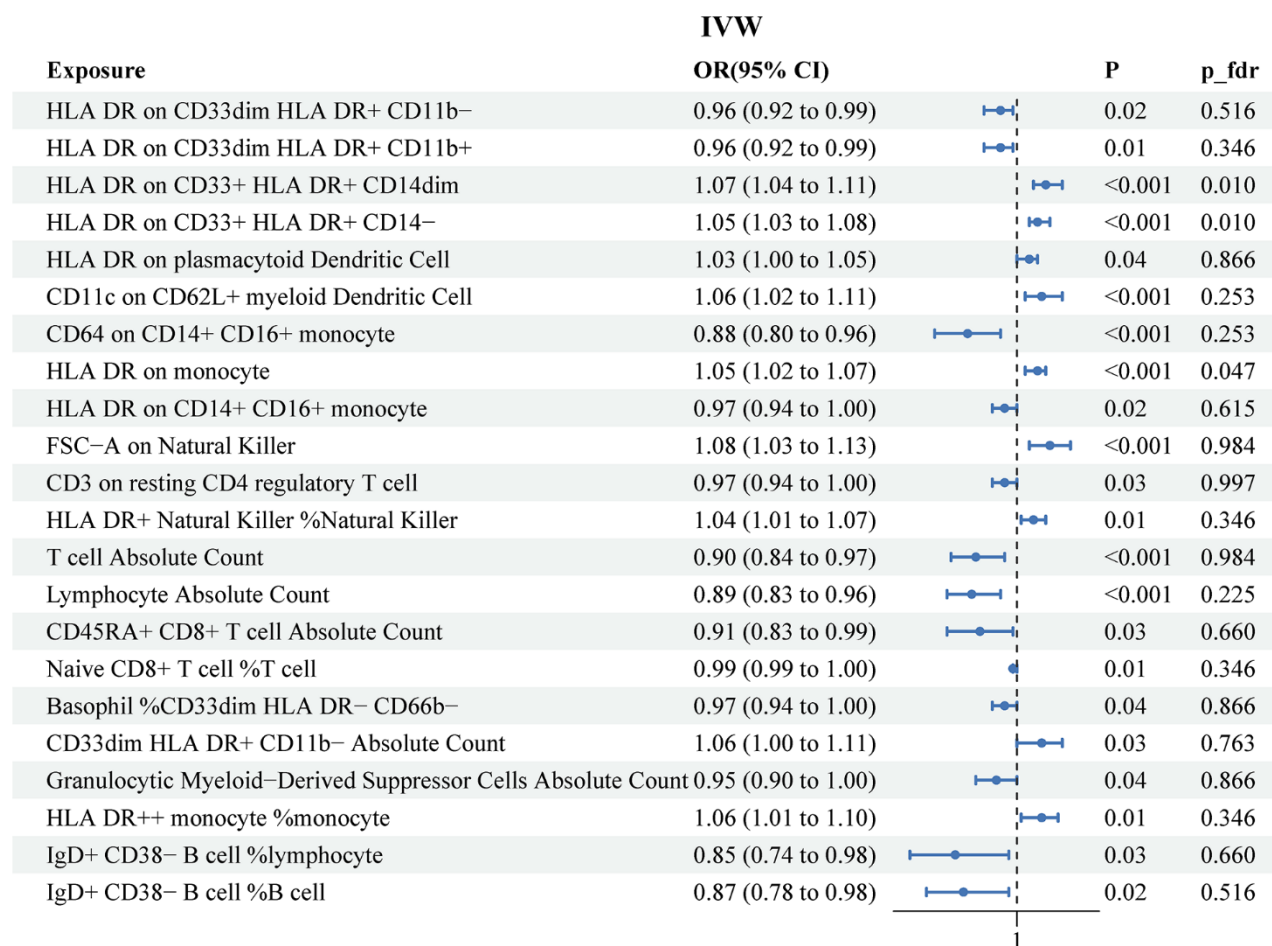 IVW
Exposure OR(95% CI) P p_fdr
HLA DR on CD33dim HLA DR+ CD11b− 0.96 (0.92 to 0.99) 0.02 0.516
HLA DR on CD33dim HLA DR+ CD11b+ 0.96 (0.92 to 0.99) 0.01 0.346
HLA DR on CD33+ HLA DR+ CD14dim 1.07 (1.04 to 1.11) <0.001 0.010
HLA DR on CD33+ HLA DR+ CD14− 1.05 (1.03 to 1.08) <0.001 0.010
HLA DR on plasmacytoid Dendritic Cell 1.03 (1.00 to 1.05) 0.04 0.866
CD11c on CD62L+ myeloid Dendritic Cell 1.06 (1.02 to 1.11) <0.001 0.253
CD64 on CD14+ CD16+ monocyte 0.88 (0.80 to 0.96) <0.001 0.253
HLA DR on monocyte 1.05 (1.02 to 1.07) <0.001 0.047
HLA DR on CD14+ CD16+ monocyte 0.97 (0.94 to 1.00) 0.02 0.615
FSC−A on Natural Killer 1.08 (1.03 to 1.13) <0.001 0.984
CD3 on resting CD4 regulatory T cell 0.97 (0.94 to 1.00) 0.03 0.997
HLA DR+ Natural Killer %Natural Killer 1.04 (1.01 to 1.07) 0.01 0.346
T cell Absolute Count 0.90 (0.84 to 0.97) <0.001 0.984
Lymphocyte Absolute Count 0.89 (0.83 to 0.96) <0.001 0.225
CD45RA+ CD8+ T cell Absolute Count 0.91 (0.83 to 0.99) 0.03 0.660
Naive CD8+ T cell %T cell 0.99 (0.99 to 1.00) 0.01 0.346
Basophil %CD33dim HLA DR− CD66b− 0.97 (0.94 to 1.00) 0.04 0.866
CD33dim HLA DR+ CD11b− Absolute Count 1.06 (1.00 to 1.11) 0.03 0.763
Granulocytic Myeloid−Derived Suppressor Cells Absolute Count 0.95 (0.90 to 1.00) 0.04 0.866
HLA DR++ monocyte %monocyte 1.06 (1.01 to 1.10) 0.01 0.346
IgD+ CD38− B cell %lymphocyte 0.85 (0.74 to 0.98) 0.03 0.660
IgD+ CD38− B cell %B cell 0.87 (0.78 to 0.98) 0.02 0.516
1